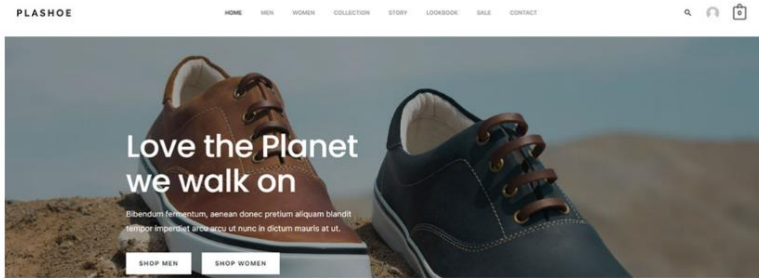 PLASHOE
HOME MEN WOMEN COLLECTION STORY LOOKBOOK SALE CONTACT
0
Love the Planet
we walk on
Bibendum fermentum, aenean donec pretium aliquam blandit
tempor imperdiet arcu arcu ut nunc in dictum mauris at ut.
SHOP MEN SHOP WOMEN